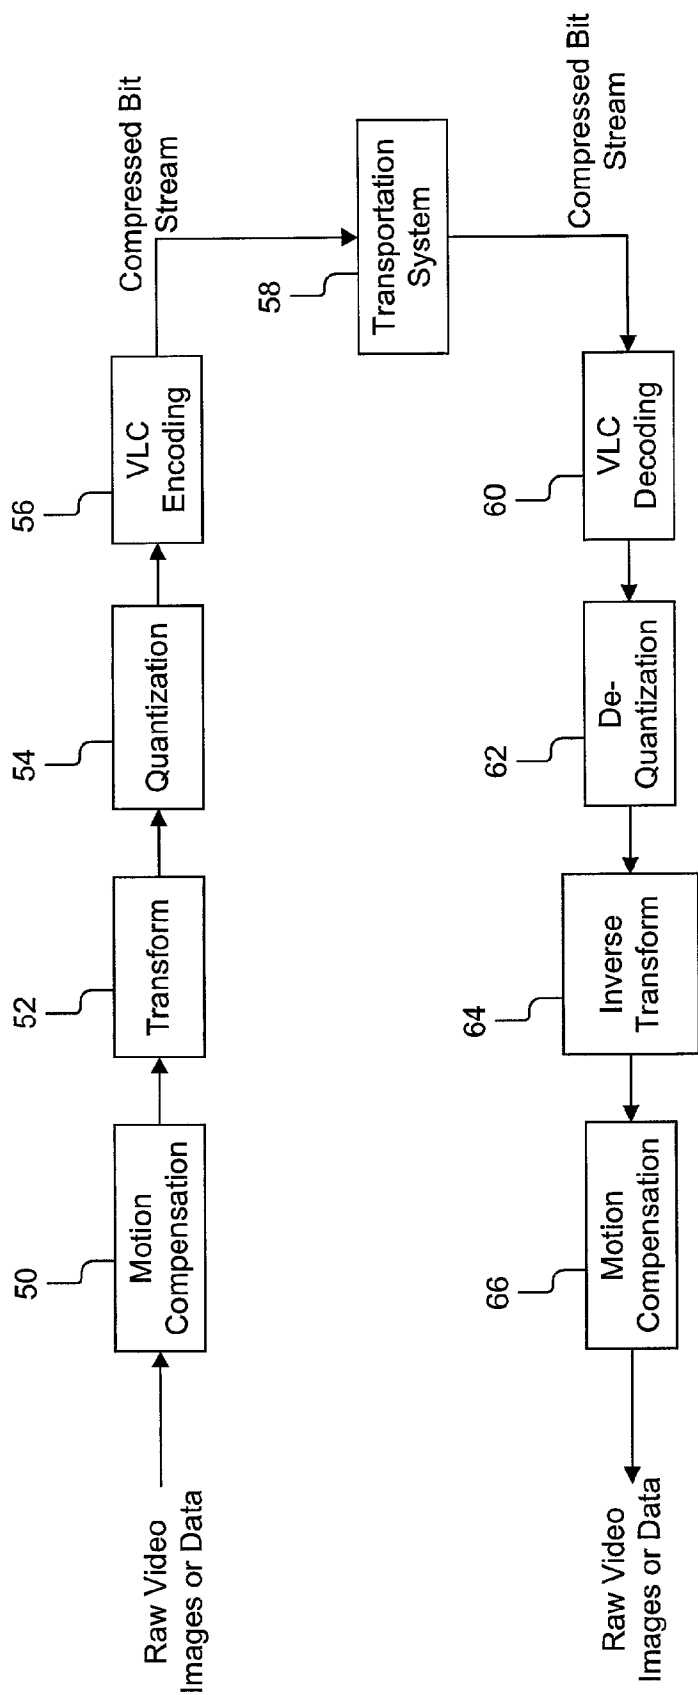 Raw Video
Images or Data
50
Motion
Compensation
52
Transform
54
Quantization
56
VLC
Encoding
Compressed Bit
Stream
58
Transportation
System
Compressed Bit
Stream
60
VLC
Decoding
62
De-
Quantization
64
Inverse
Transform
66
Motion
Compensation
Raw Video
Images or Data